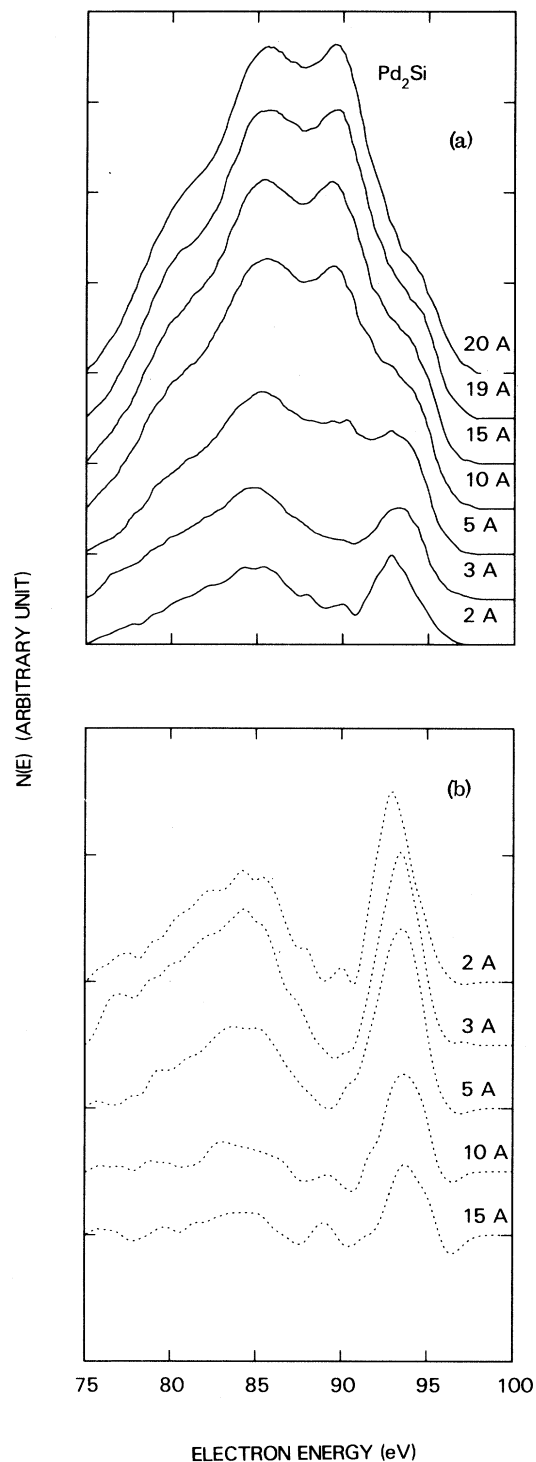 Pd₂Si
(a)
20 A
19 A
15 A
10 A
5 A
3 A
2 A
N(E) (ARBITRARY UNIT)
(b)
2 A
3 A
5 A
10 A
15 A
75 80 85 90 95 100
ELECTRON ENERGY (eV)